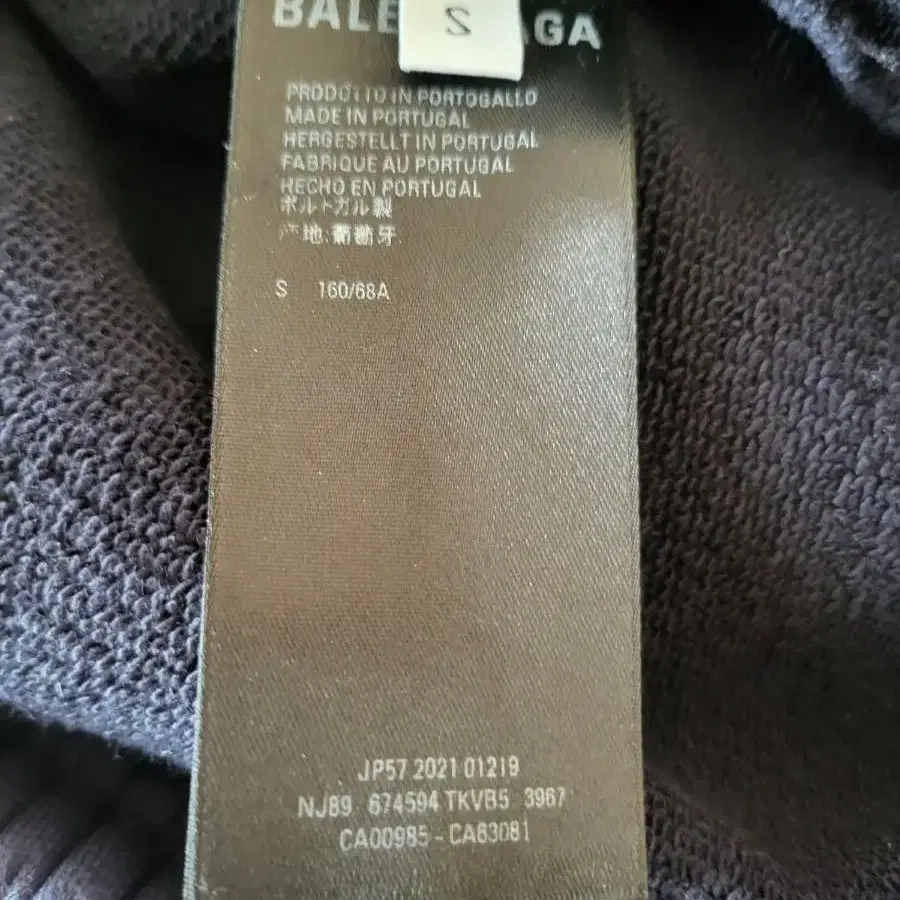 BALE AGA
S
PRODOTTO IN PORTOGALLO
MADE IN PORTUGAL
HERGESTELLT IN PORTUGAL
FABRIQUE AU PORTUGAL
HECHO EN PORTUGAL
ポルトガル製
产地:葡萄牙
S 160/68A
JP57 2021 01219
NJ89 674594 TKVB5 3967
CA00985 - CA63081